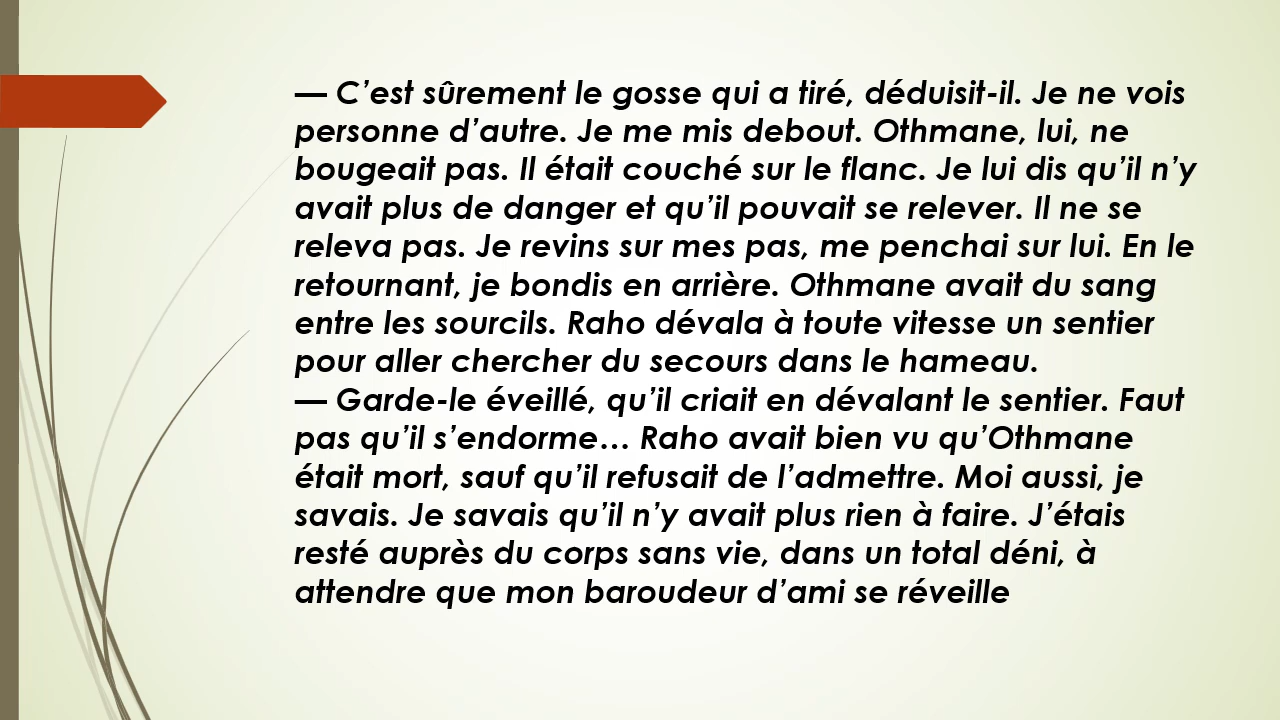 — C’est sûrement le gosse qui a tiré, déduisit-il. Je ne vois
personne d’autre. Je me mis debout. Othmane, lui, ne
bougeait pas. Il était couché sur le flanc. Je lui dis qu’il n’y
avait plus de danger et qu’il pouvait se relever. Il ne se
releva pas. Je revins sur mes pas, me penchai sur lui. En le
retournant, je bondis en arrière. Othmane avait du sang
entre les sourcils. Raho dévala à toute vitesse un sentier
pour aller chercher du secours dans le hameau.
— Garde-le éveillé, qu’il criait en dévalant le sentier. Faut
pas qu’il s’endorme… Raho avait bien vu qu’Othmane
était mort, sauf qu’il refusait de l’admettre. Moi aussi, je
savais. Je savais qu’il n’y avait plus rien à faire. J’étais
resté auprès du corps sans vie, dans un total déni, à
attendre que mon baroudeur d’ami se réveille